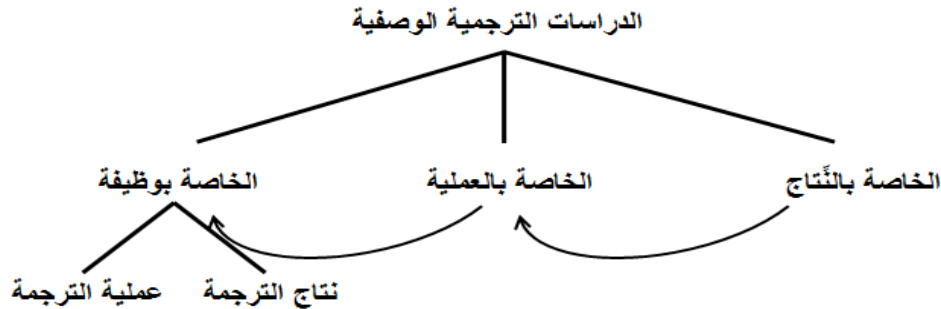 الدراسات الترجمية الوصفية
الخاصة بالنَّتاج
الخاصة بالعملية
الخاصة بوظيفة
نتاج الترجمة
عملية الترجمة